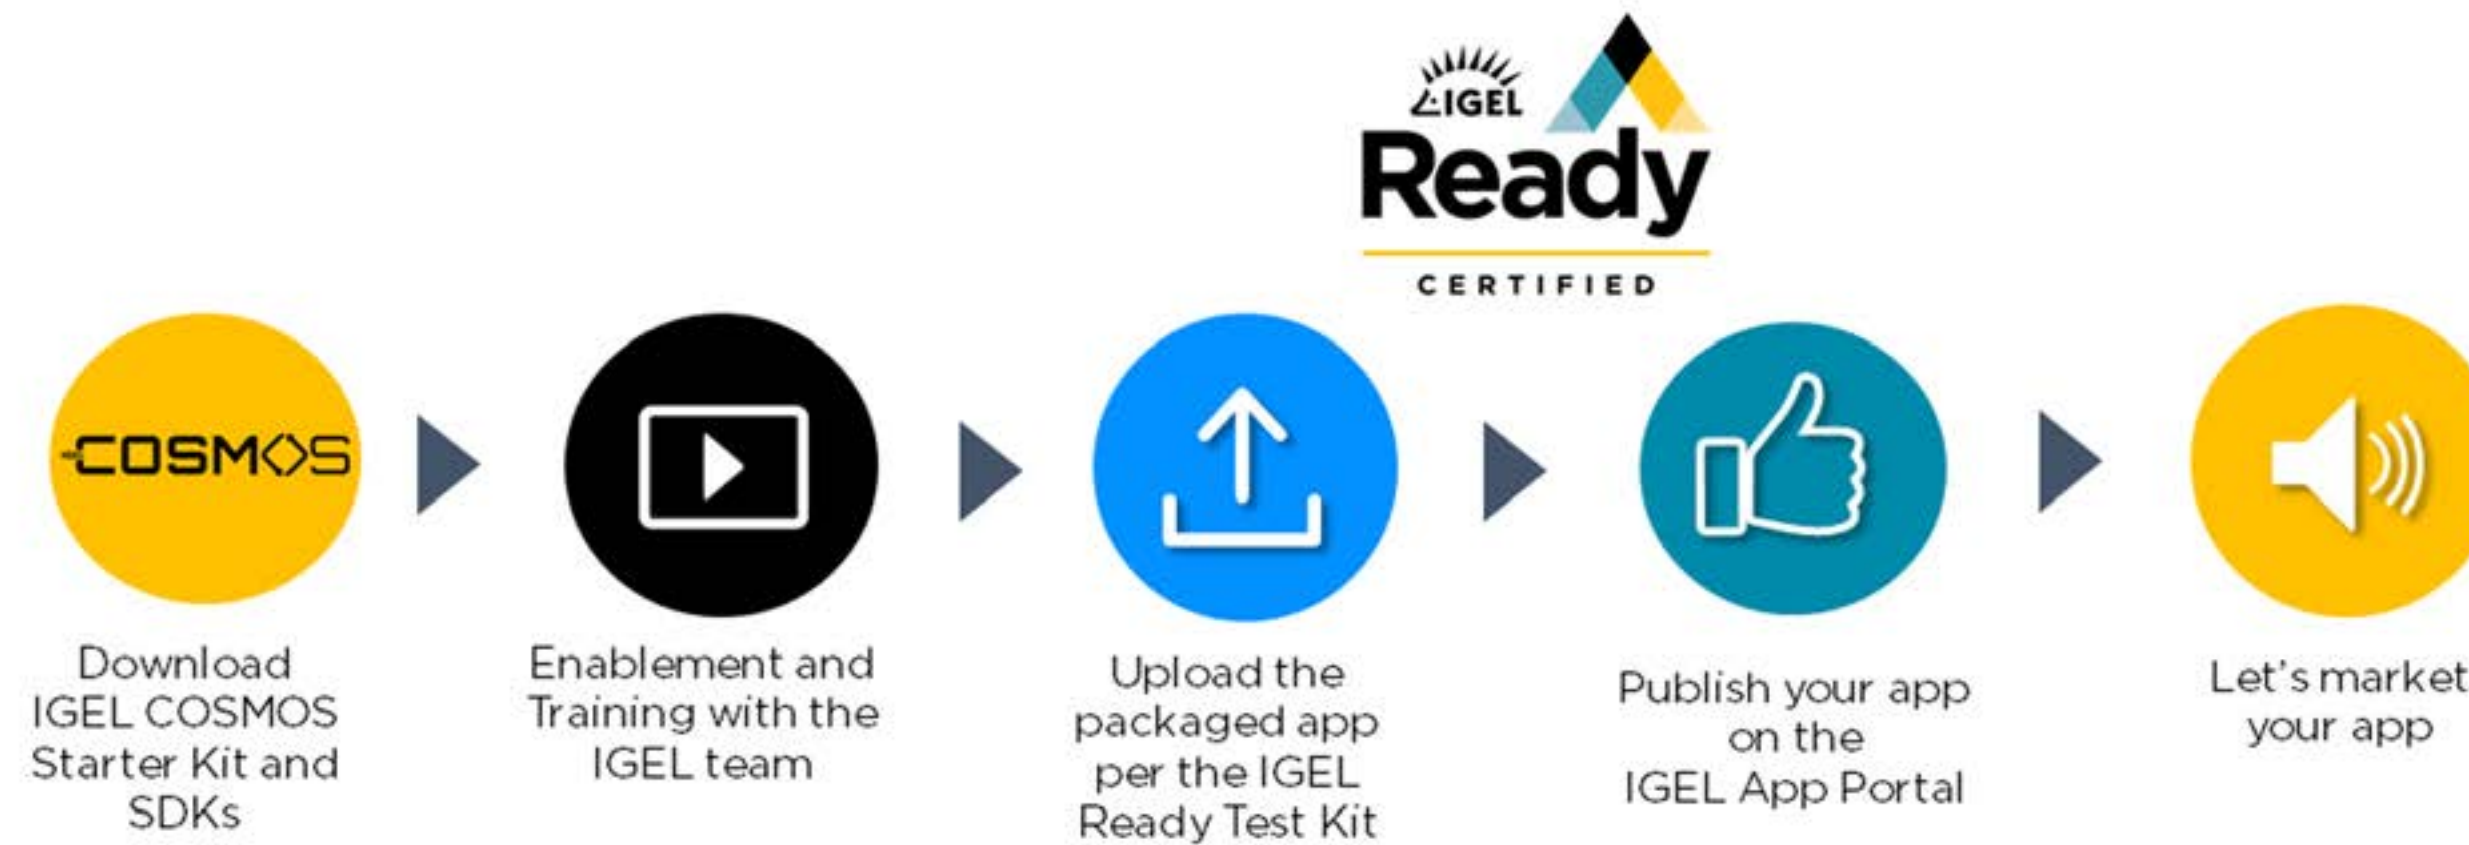 IGEL
Ready
CERTIFIED
COSMOS
Download
IGEL COSMOS
Starter Kit and
SDKs
Enablement and
Training with the
IGEL team
Upload the
packaged app
per the IGEL
Ready Test Kit
Publish your app
on the
IGEL App Portal
Let's market
your app